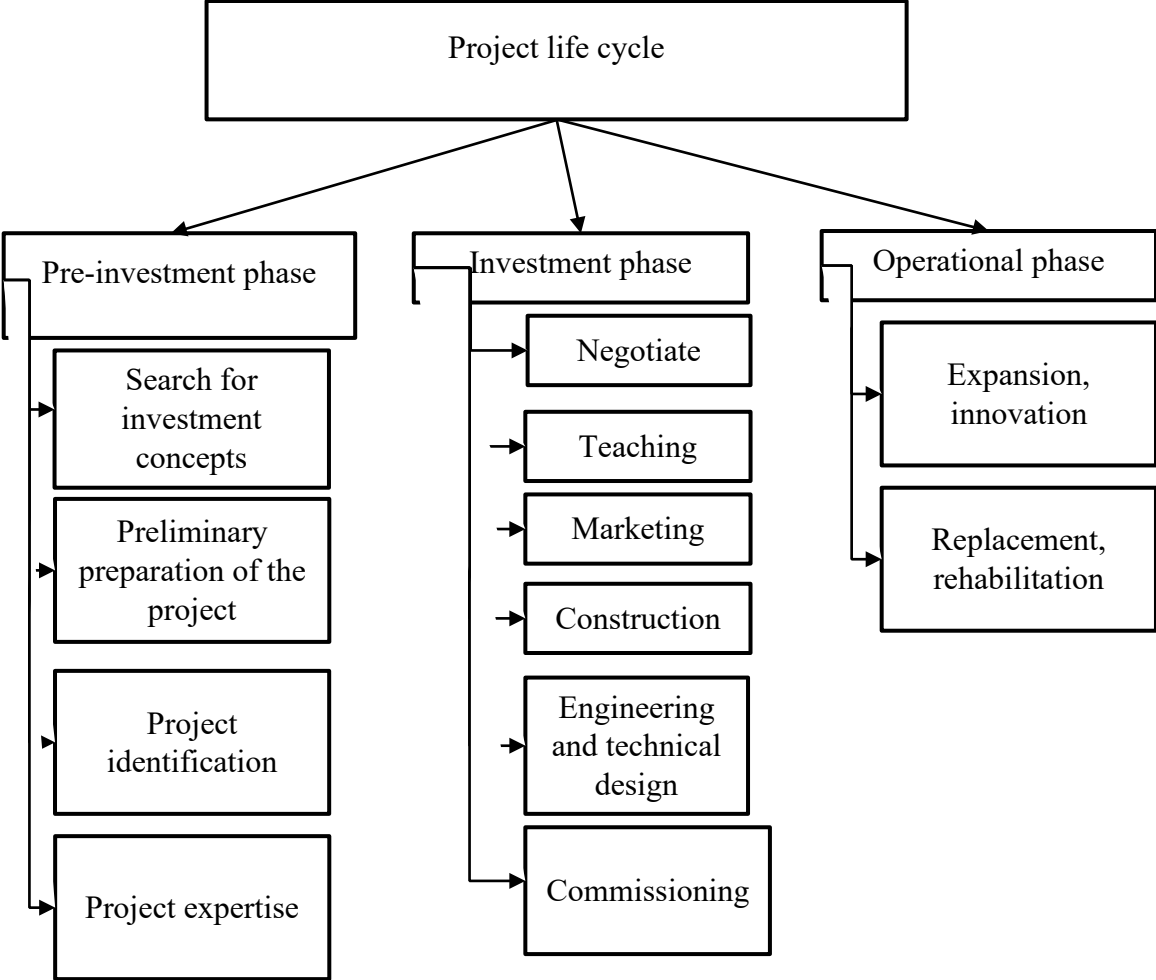 Project life cycle
Pre-investment phase
Search for
investment
concepts
Preliminary
preparation of the
project
Project
identification
Project expertise
Investment phase
Negotiate
Teaching
Marketing
Construction
Engineering
and technical
design
Commissioning
Operational phase
Expansion,
innovation
Replacement,
rehabilitation